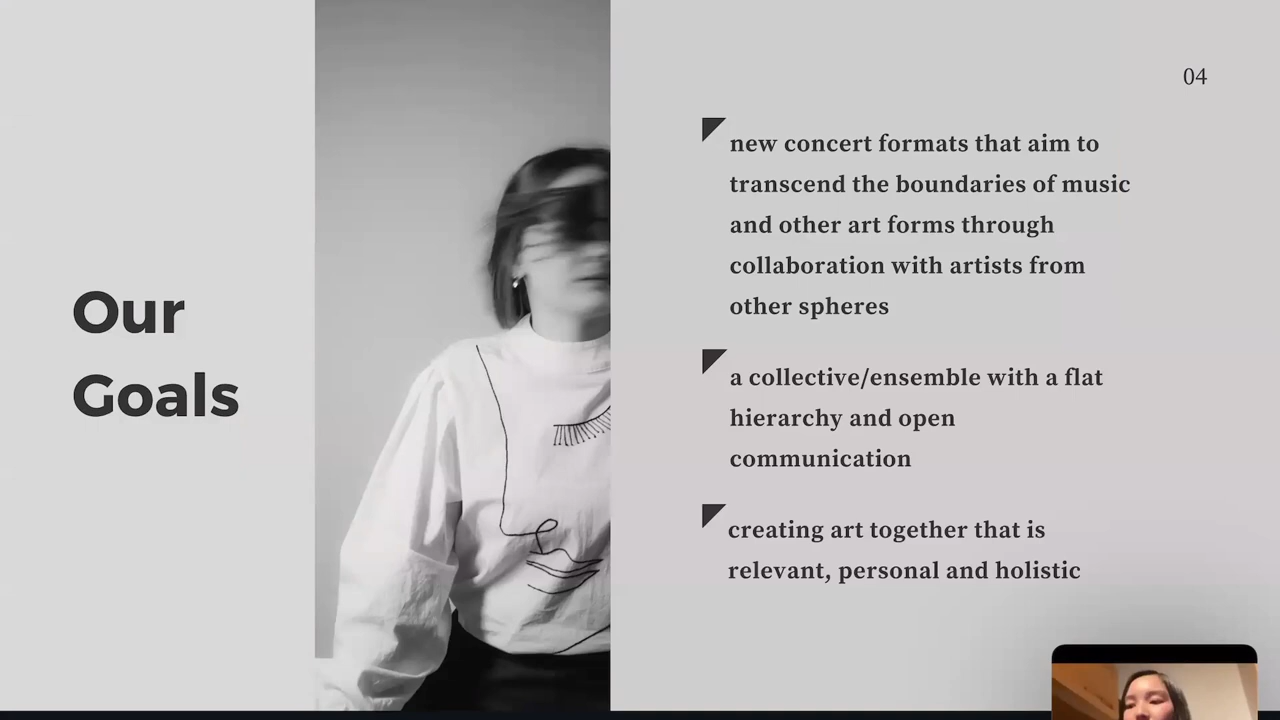 04
Our
Goals
new concert formats that aim to
transcend the boundaries of music
and other art forms through
collaboration with artists from
other spheres
a collective/ensemble with a flat
hierarchy and open
communication
creating art together that is
relevant, personal and holistic